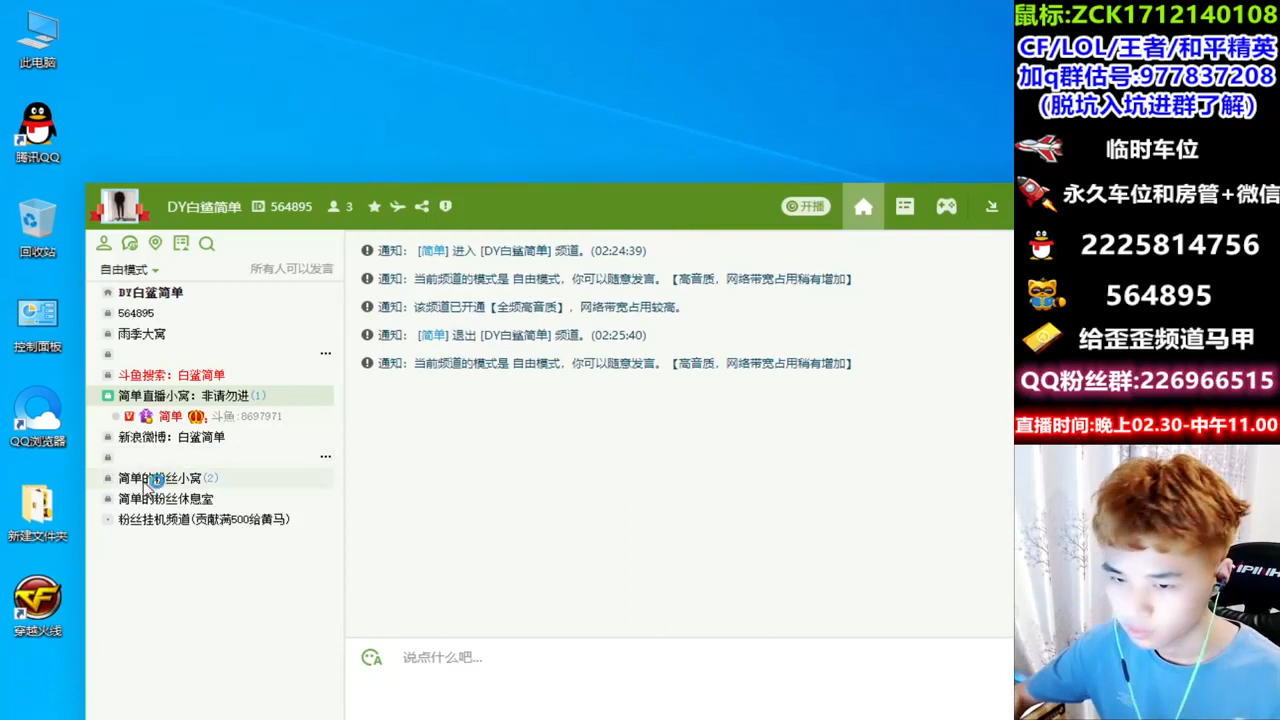 此电脑
腾讯QQ
回收站
控制面板
QQ浏览器
新建文件夹
穿越火线
DY白鲨简单
ID 564895
3
开播
自由模式
所有人可以发言
DY白鲨简单
564895
雨季大窝
...
斗鱼搜索：白鲨简单
简单直播小窝：非请勿进(1)
V 简单 斗鱼:8697971
新浪微博：白鲨简单
...
简单的粉丝小窝(2)
简单的粉丝休息室
粉丝挂机频道(贡献满500给黄马)
通知： [简单] 进入 [DY白鲨简单] 频道。(02:24:39)
通知： 当前频道的模式是 自由模式，你可以随意发言。【高音质，网络带宽占用稍有增加】
通知： 该频道已开通【全频高音质】，网络带宽占用较高。
通知： [简单] 退出 [DY白鲨简单] 频道。(02:25:40)
通知： 当前频道的模式是 自由模式，你可以随意发言。【高音质，网络带宽占用稍有增加】
说点什么吧...
鼠标:ZCK1712140108
CF/LOL/王者/和平精英
加q群估号:977837208
(脱坑入坑进群了解)
临时车位
永久车位和房管+微信
2225814756
564895
给歪歪频道马甲
QQ粉丝群:226966515
直播时间:晚上02.30-中午11.00